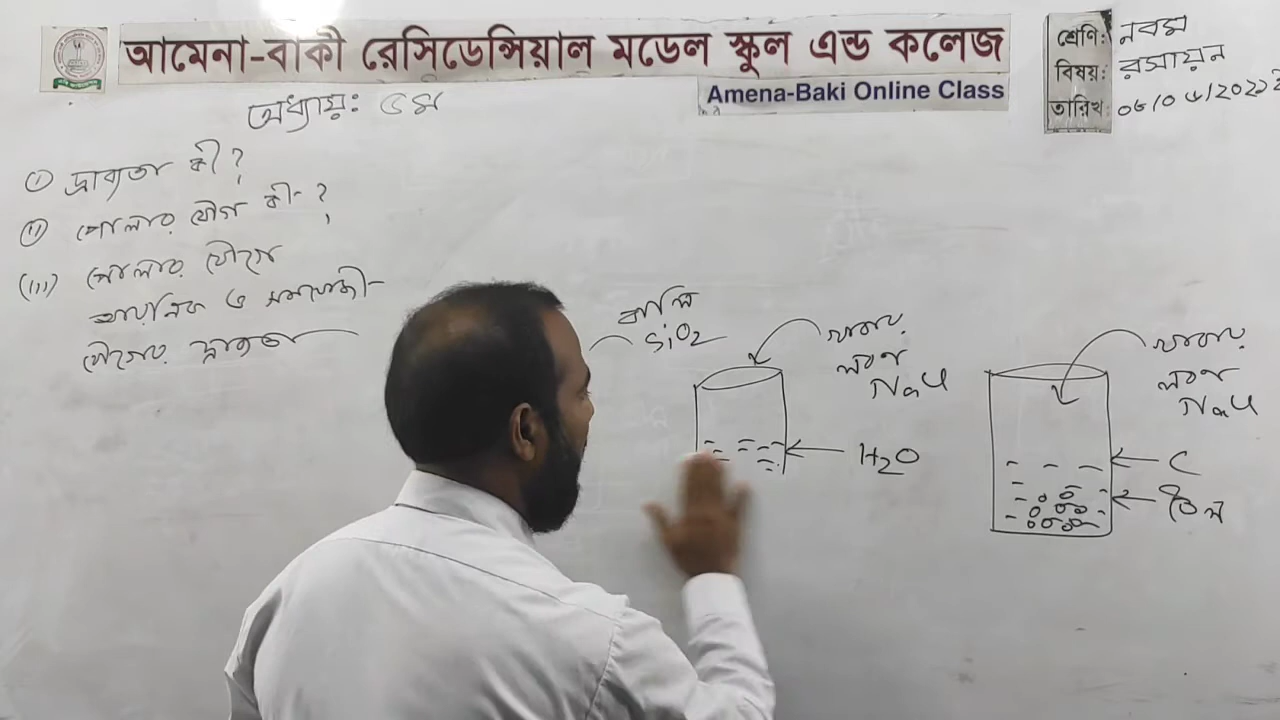 আমেনা-বাকী রেসিডেন্সিয়াল মডেল স্কুল এন্ড কলেজ
Amena-Baki Online Class
শ্রেণি: নবম
বিষয়: রসায়ন
তারিখ:
অধ্যায়: ৫ম
(i) দ্রাব্যতা কী?
(ii) পোলার যৌগ কী?
(iii) পোলার যৌগে
আয়নিক ও সমযোজী
যৌগের দ্রাব্যতা
বালি
SiO2
খাবার
লবণ
NaCl
H2O
খাবার
লবণ
NaCl
C